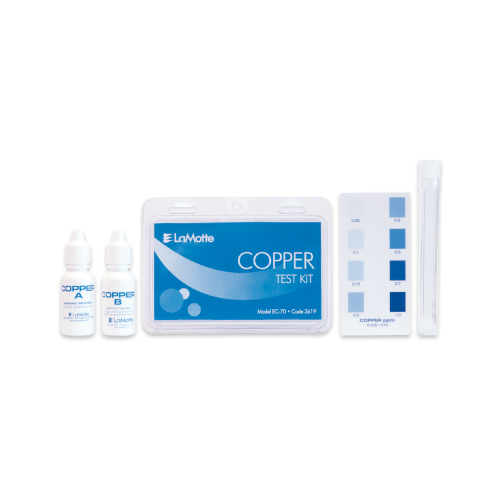 COPPER
A
LaMotte
COPPER
B
LaMotte
LaMotte
COPPER
TEST KIT
Model EC-70 • Code 3619
0.05
0.3
0.1
0.5
0.15
0.7
0.2
1.0
COPPER ppm